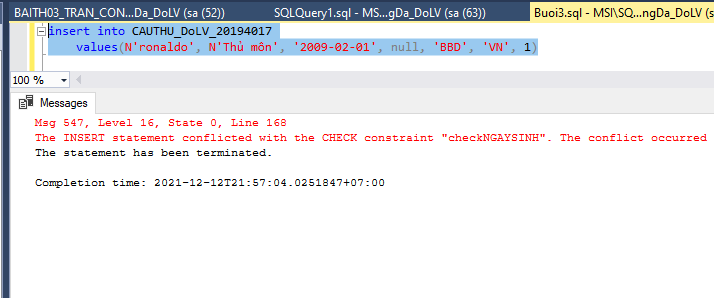 BAITH03_TRAN_CON...Da_DoLV (sa (52))
SQLQuery1.sql - MS...gDa_DoLV (sa (63))
Buoi3.sql - MSI\SQ...ngDa_DoLV (s
insert into CAUTHU_DoLV_20194017
values(N'ronaldo', N'Thủ môn', '2009-02-01', null, 'BBD', 'VN', 1)
100 %
Messages
Msg 547, Level 16, State 0, Line 168
The INSERT statement conflicted with the CHECK constraint "checkNGAYSINH". The conflict occurred
The statement has been terminated.
Completion time: 2021-12-12T21:57:04.0251847+07:00